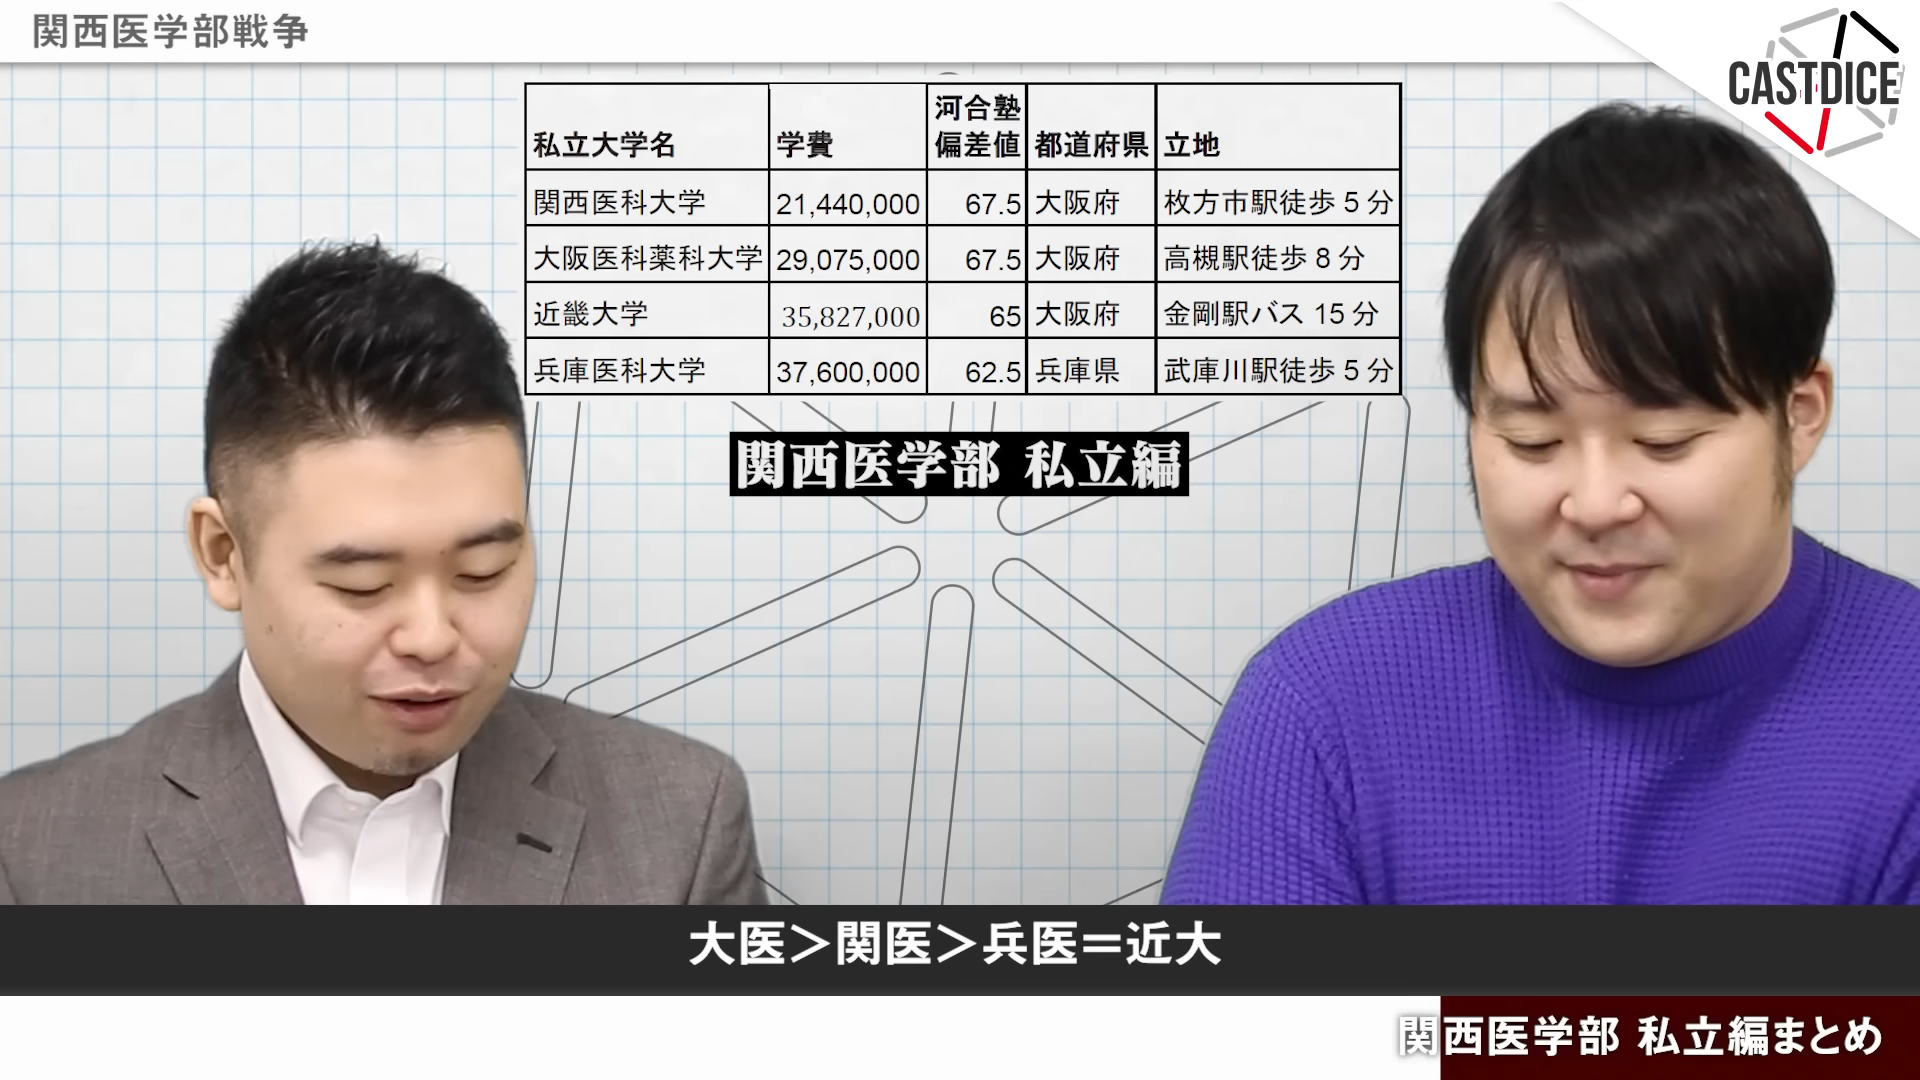 関西医学部戦争
CASTDICE
私立大学名 学費 河合塾偏差値 都道府県 立地
関西医科大学 21,440,000 67.5 大阪府 枚方市駅徒歩 5 分
大阪医科薬科大学 29,075,000 67.5 大阪府 高槻駅徒歩 8 分
近畿大学 35,827,000 65 大阪府 金剛駅バス 15 分
兵庫医科大学 37,600,000 62.5 兵庫県 武庫川駅徒歩 5 分
関西医学部 私立編
大医＞関医＞兵医＝近大
関西医学部 私立編まとめ